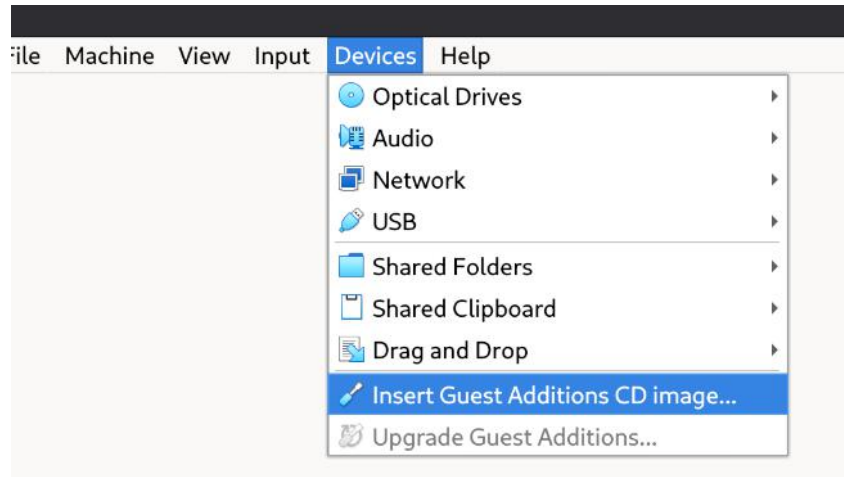 File Machine View Input Devices Help
Optical Drives
Audio
Network
USB
Shared Folders
Shared Clipboard
Drag and Drop
Insert Guest Additions CD image...
Upgrade Guest Additions...